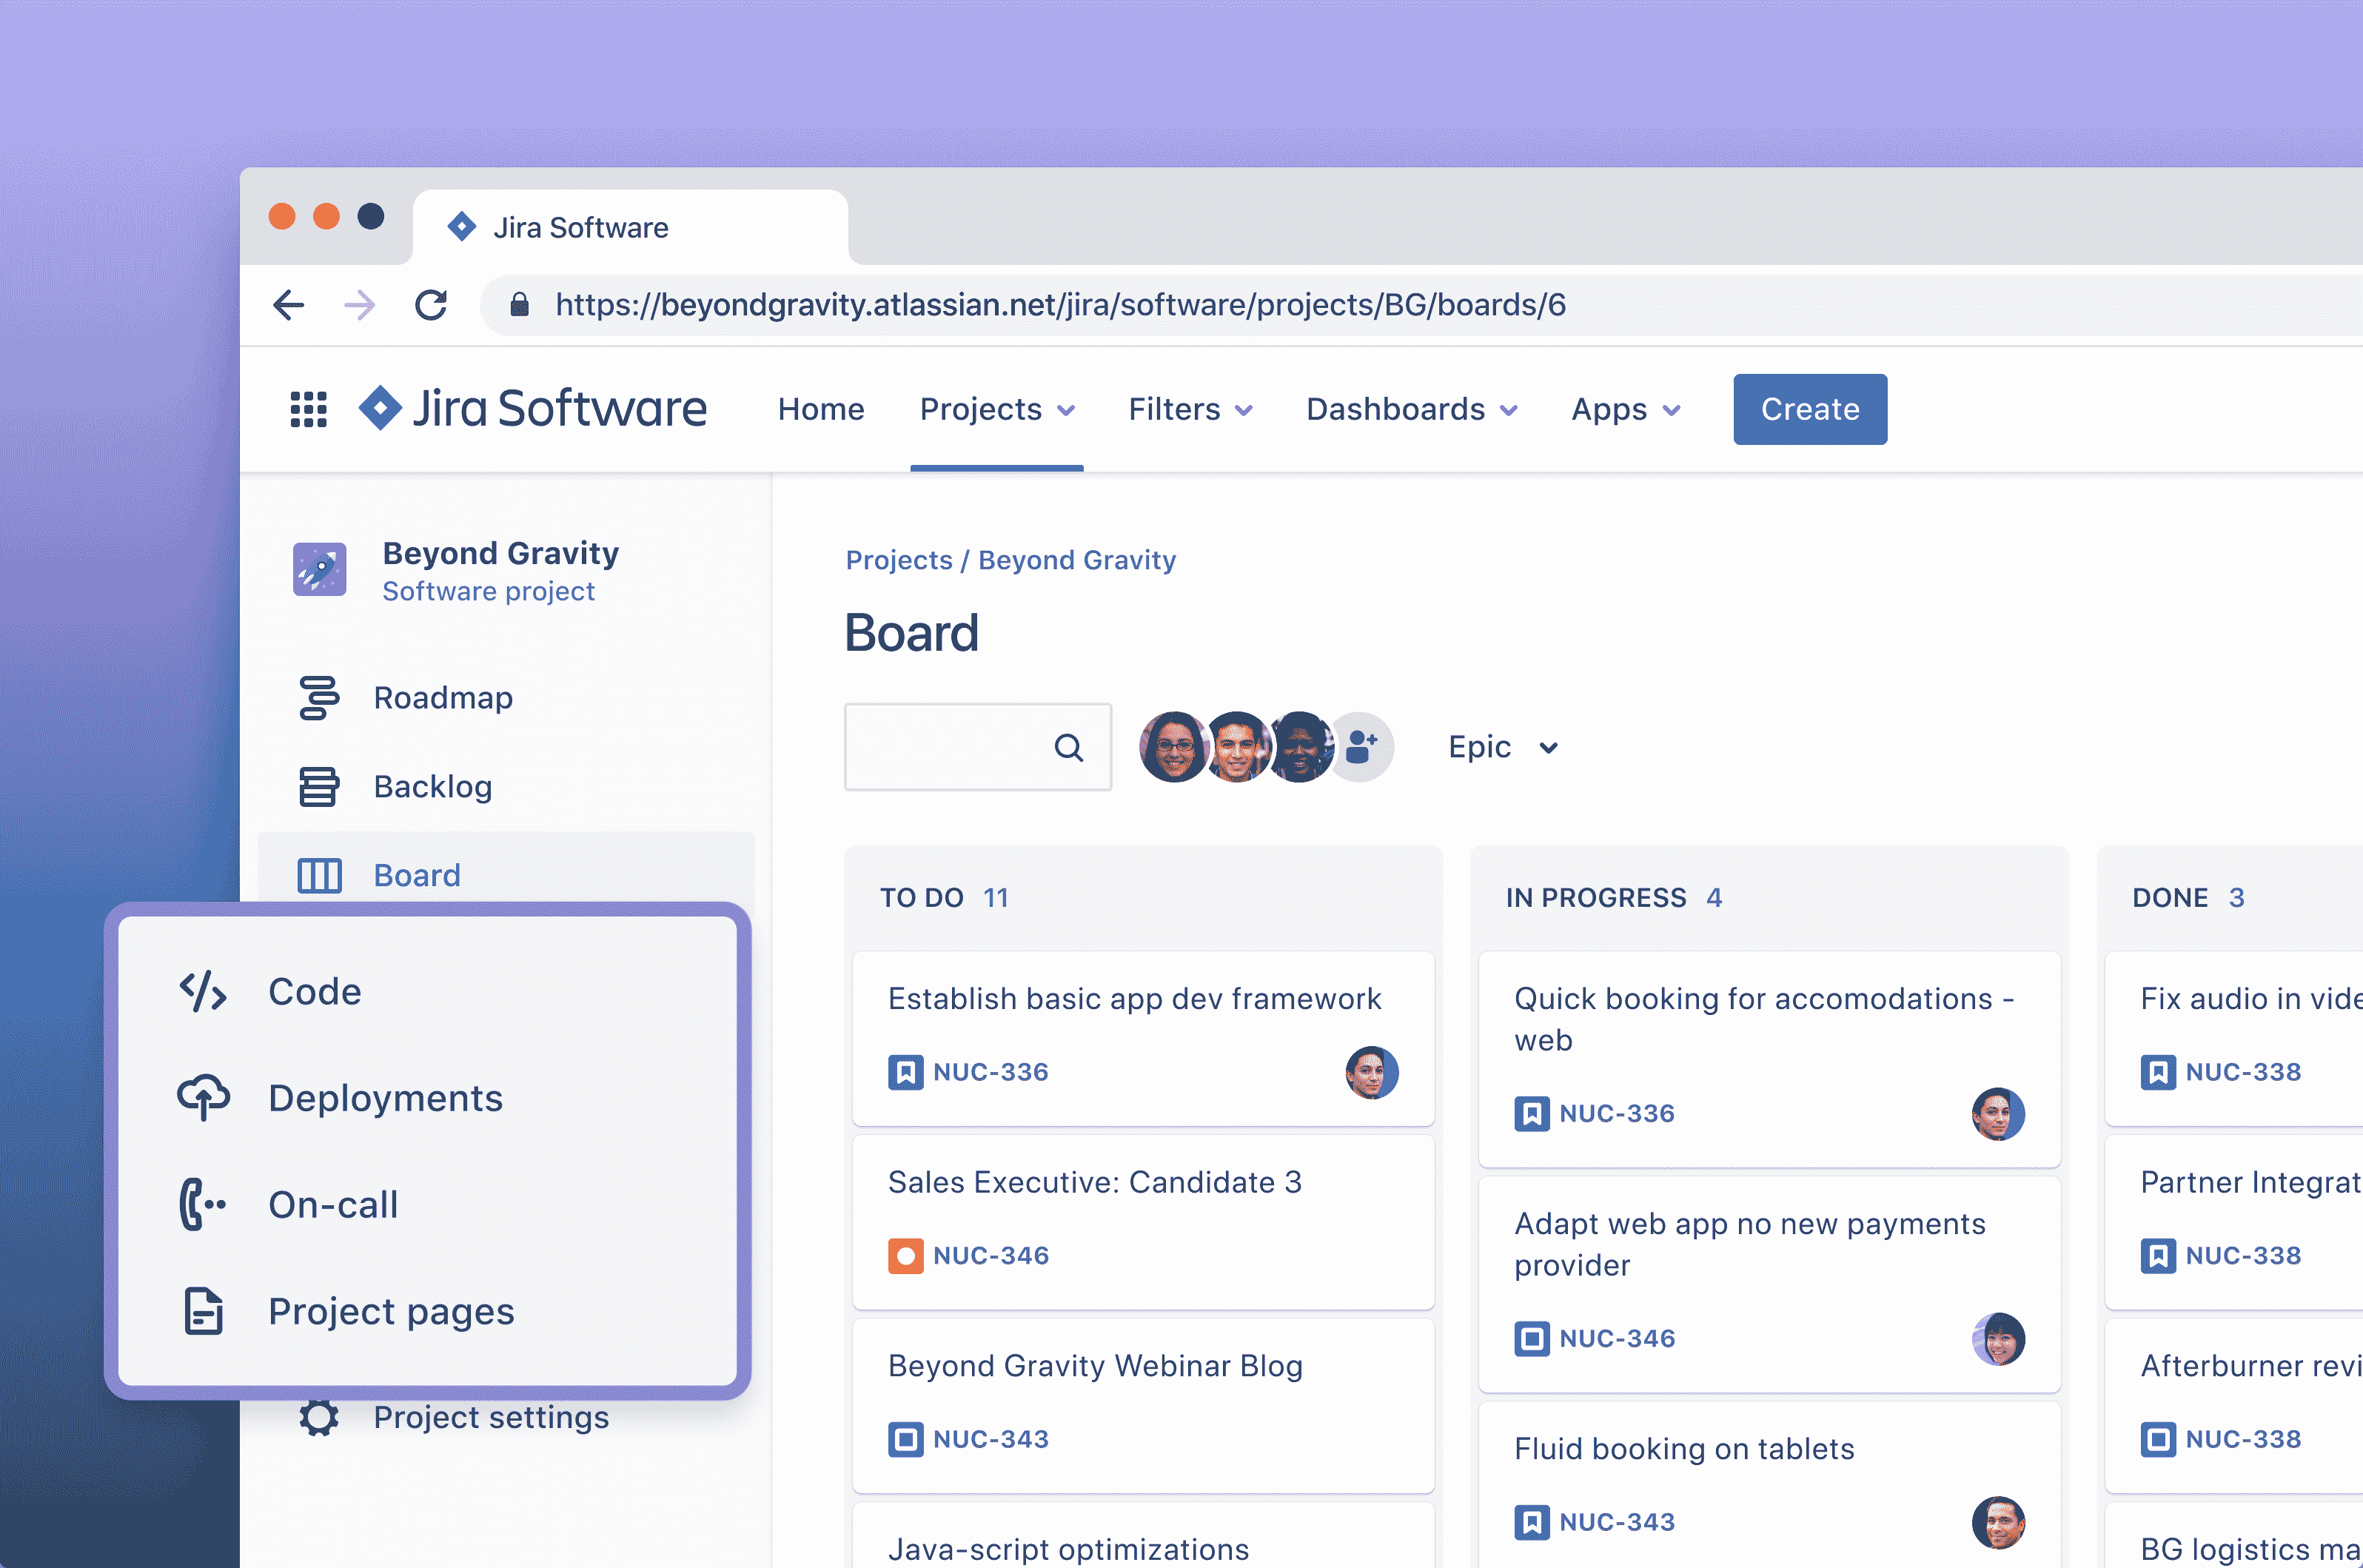 Jira Software
https://beyondgravity.atlassian.net/jira/software/projects/BG/boards/6
Jira Software
Home
Projects
Filters
Dashboards
Apps
Create
Beyond Gravity
Software project
Roadmap
Backlog
Board
Code
Deployments
On-call
Project pages
Project settings
Projects / Beyond Gravity
Board
Epic
TO DO 11
Establish basic app dev framework
NUC-336
Sales Executive: Candidate 3
NUC-346
Beyond Gravity Webinar Blog
NUC-343
Java-script optimizations
IN PROGRESS 4
Quick booking for accomodations -
web
NUC-336
Adapt web app no new payments
provider
NUC-346
Fluid booking on tablets
NUC-343
DONE 3
Fix audio in
NUC-338
Partner
NUC-338
Afterburner
NUC-338
BG logistics